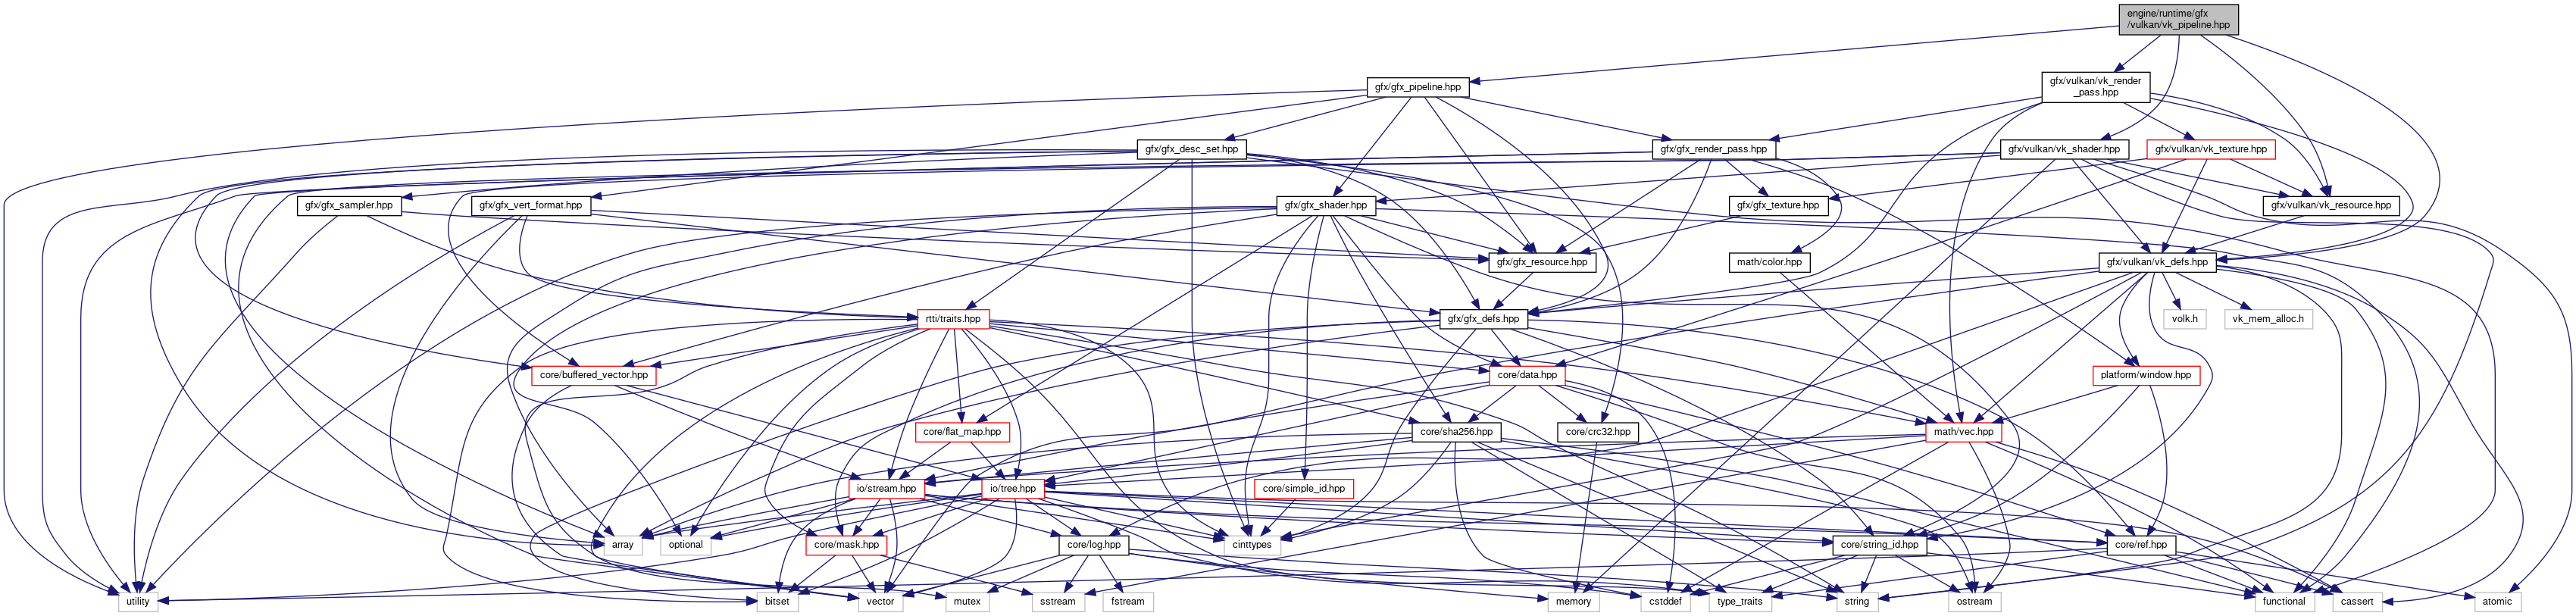 engine/runtime/gfx
/vulkan/vk_pipeline.hpp
gfx/gfx_pipeline.hpp
gfx/vulkan/vk_render
_pass.hpp
gfx/gfx_desc_set.hpp
gfx/gfx_render_pass.hpp
gfx/vulkan/vk_shader.hpp
gfx/vulkan/vk_texture.hpp
gfx/gfx_sampler.hpp
gfx/gfx_vert_format.hpp
gfx/gfx_shader.hpp
gfx/gfx_texture.hpp
gfx/vulkan/vk_resource.hpp
gfx/gfx_resource.hpp
math/color.hpp
gfx/vulkan/vk_defs.hpp
rtti/traits.hpp
gfx/gfx_defs.hpp
volk.h
vk_mem_alloc.h
core/buffered_vector.hpp
core/data.hpp
platform/window.hpp
core/flat_map.hpp
core/sha256.hpp
core/crc32.hpp
math/vec.hpp
io/stream.hpp
io/tree.hpp
core/simple_id.hpp
array
optional
core/mask.hpp
core/log.hpp
cinttypes
core/string_id.hpp
core/ref.hpp
utility
bitset
vector
mutex
sstream
fstream
memory
cstddef
type_traits
string
ostream
functional
cassert
atomic